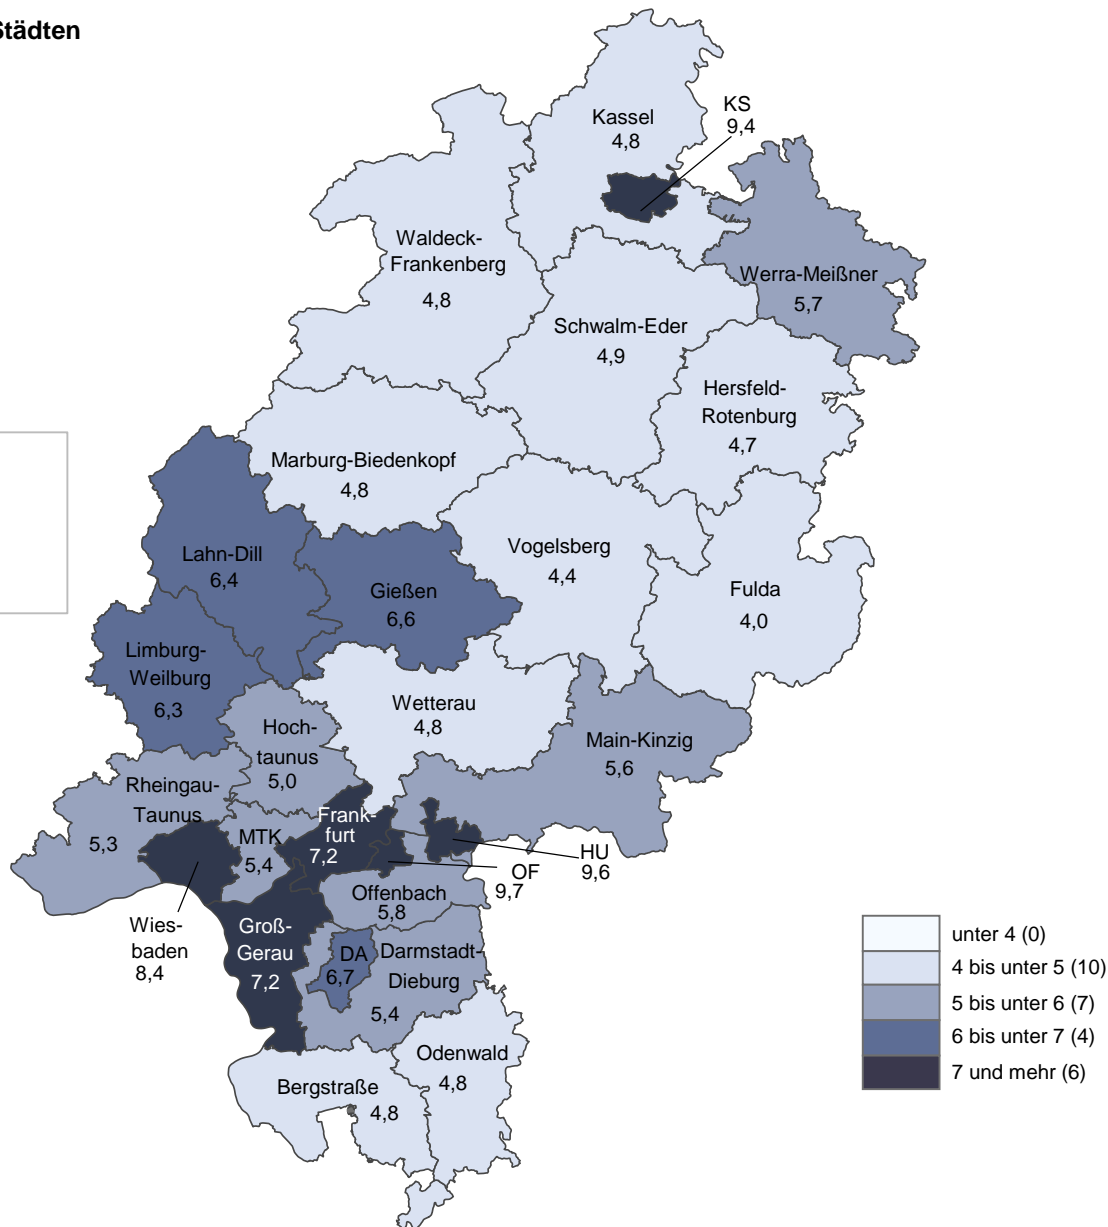 Städten
KS
9,4
Kassel
4,8
Waldeck-
Frankenberg
4,8
Werra-Meißner
5,7
Schwalm-Eder
4,9
Hersfeld-
Rotenburg
4,7
Marburg-Biedenkopf
4,8
Lahn-Dill
6,4
Vogelsberg
4,4
Gießen
6,6
Fulda
4,0
Limburg-
Weilburg
6,3
Wetterau
4,8
Hoch-
taunus
5,0
Main-Kinzig
5,6
Rheingau-
Taunus
5,3
Frank-
furt
7,2
MTK
5,4
HU
9,6
OF
9,7
Offenbach
5,8
Wies-
baden
8,4
Groß-
Gerau
7,2
DA
6,7
Darmstadt-
Dieburg
5,4
Odenwald
4,8
Bergstraße
4,8
unter 4 (0)
4 bis unter 5 (10)
5 bis unter 6 (7)
6 bis unter 7 (4)
7 und mehr (6)